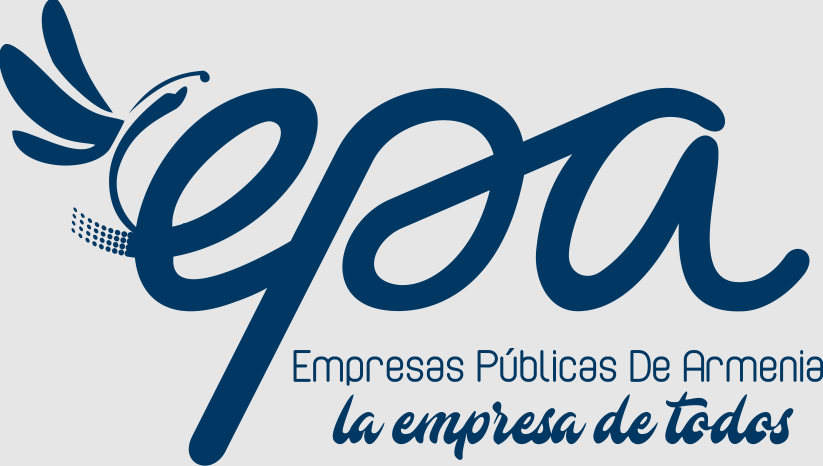 epa
Empresas Públicas De Armenia
la empresa de todos